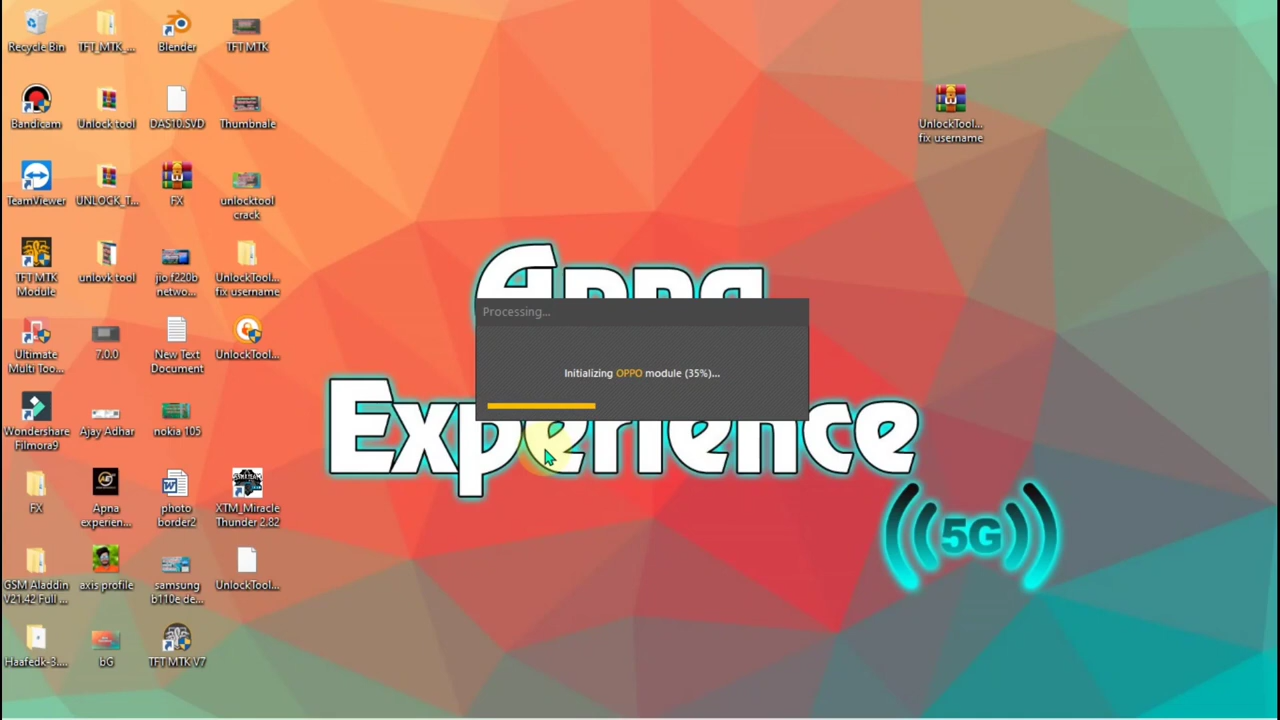 Recycle Bin
TFT_MTK_...
Blender
TFT MTK
Bandicam
Unlock tool
DAS10.SVD
Thumbnale
UnlockTool...
fix username
TeamViewer
UNLOCK_T...
FX
unlocktool
crack
TFT MTK
Module
unlovk tool
jio f220b
netwo...
UnlockTool...
fix username
Apna
Processing...
Initializing OPPO module (35%)...
Ultimate
Multi Too...
7.0.0
New Text
Document
UnlockTool...
Experience
Wondershare
Filmora9
Ajay Adhar
nokia 105
FX
Apna
experien...
photo
border2
XTM_Miracle
Thunder 2.82
5G
GSM Aladdin
V21.42 Full ...
axis profile
samsung
b110e de...
UnlockTool...
Haafedk-3....
bG
TFT MTK V7